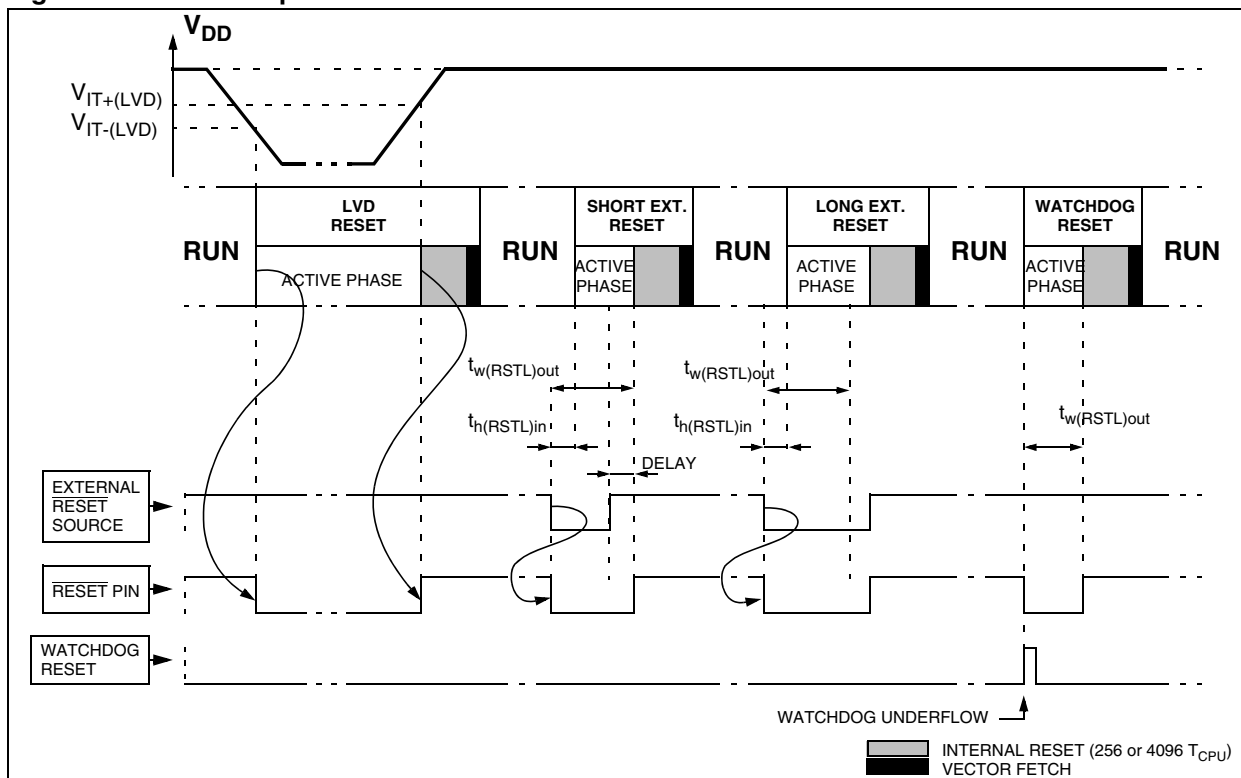 V_DD
V_IT+(LVD)
V_IT-(LVD)
LVD
RESET
SHORT EXT.
RESET
LONG EXT.
RESET
WATCHDOG
RESET
RUN
RUN
RUN
RUN
RUN
ACTIVE PHASE
ACTIVE
PHASE
ACTIVE
PHASE
ACTIVE
PHASE
t_w(RSTL)out
t_w(RSTL)out
t_h(RSTL)in
t_h(RSTL)in
t_w(RSTL)out
DELAY
EXTERNAL
RESET
SOURCE
RESET PIN
WATCHDOG
RESET
WATCHDOG UNDERFLOW
INTERNAL RESET (256 or 4096 T_CPU)
VECTOR FETCH